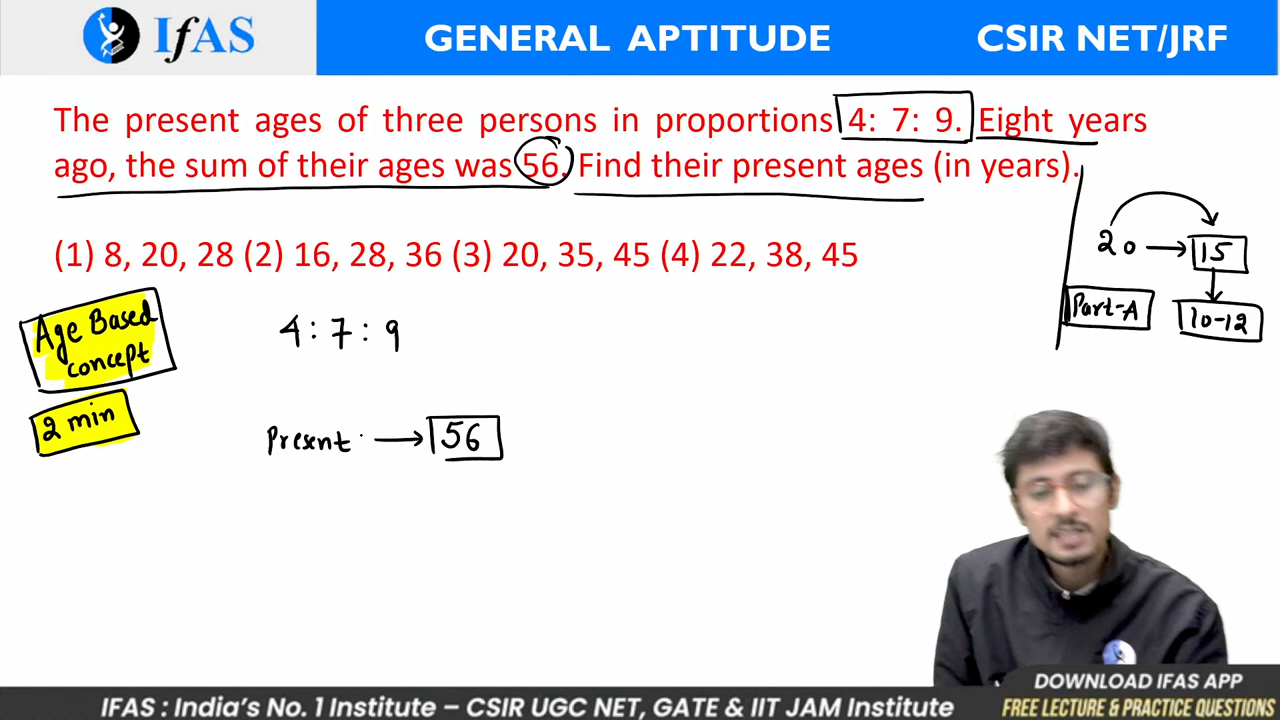 IfAS GENERAL APTITUDE CSIR NET/JRF
The present ages of three persons in proportions 4: 7: 9. Eight years
ago, the sum of their ages was 56. Find their present ages (in years).
(1) 8, 20, 28 (2) 16, 28, 36 (3) 20, 35, 45 (4) 22, 38, 45
20 → 15
Part-A 10-12
Age Based
concept
2 min
4 : 7 : 9
Present → 56
DOWNLOAD IFAS APP
IFAS : India's No. 1 Institute – CSIR UGC NET, GATE & IIT JAM Institute
FREE LECTURE & PRACTICE QUESTIONS